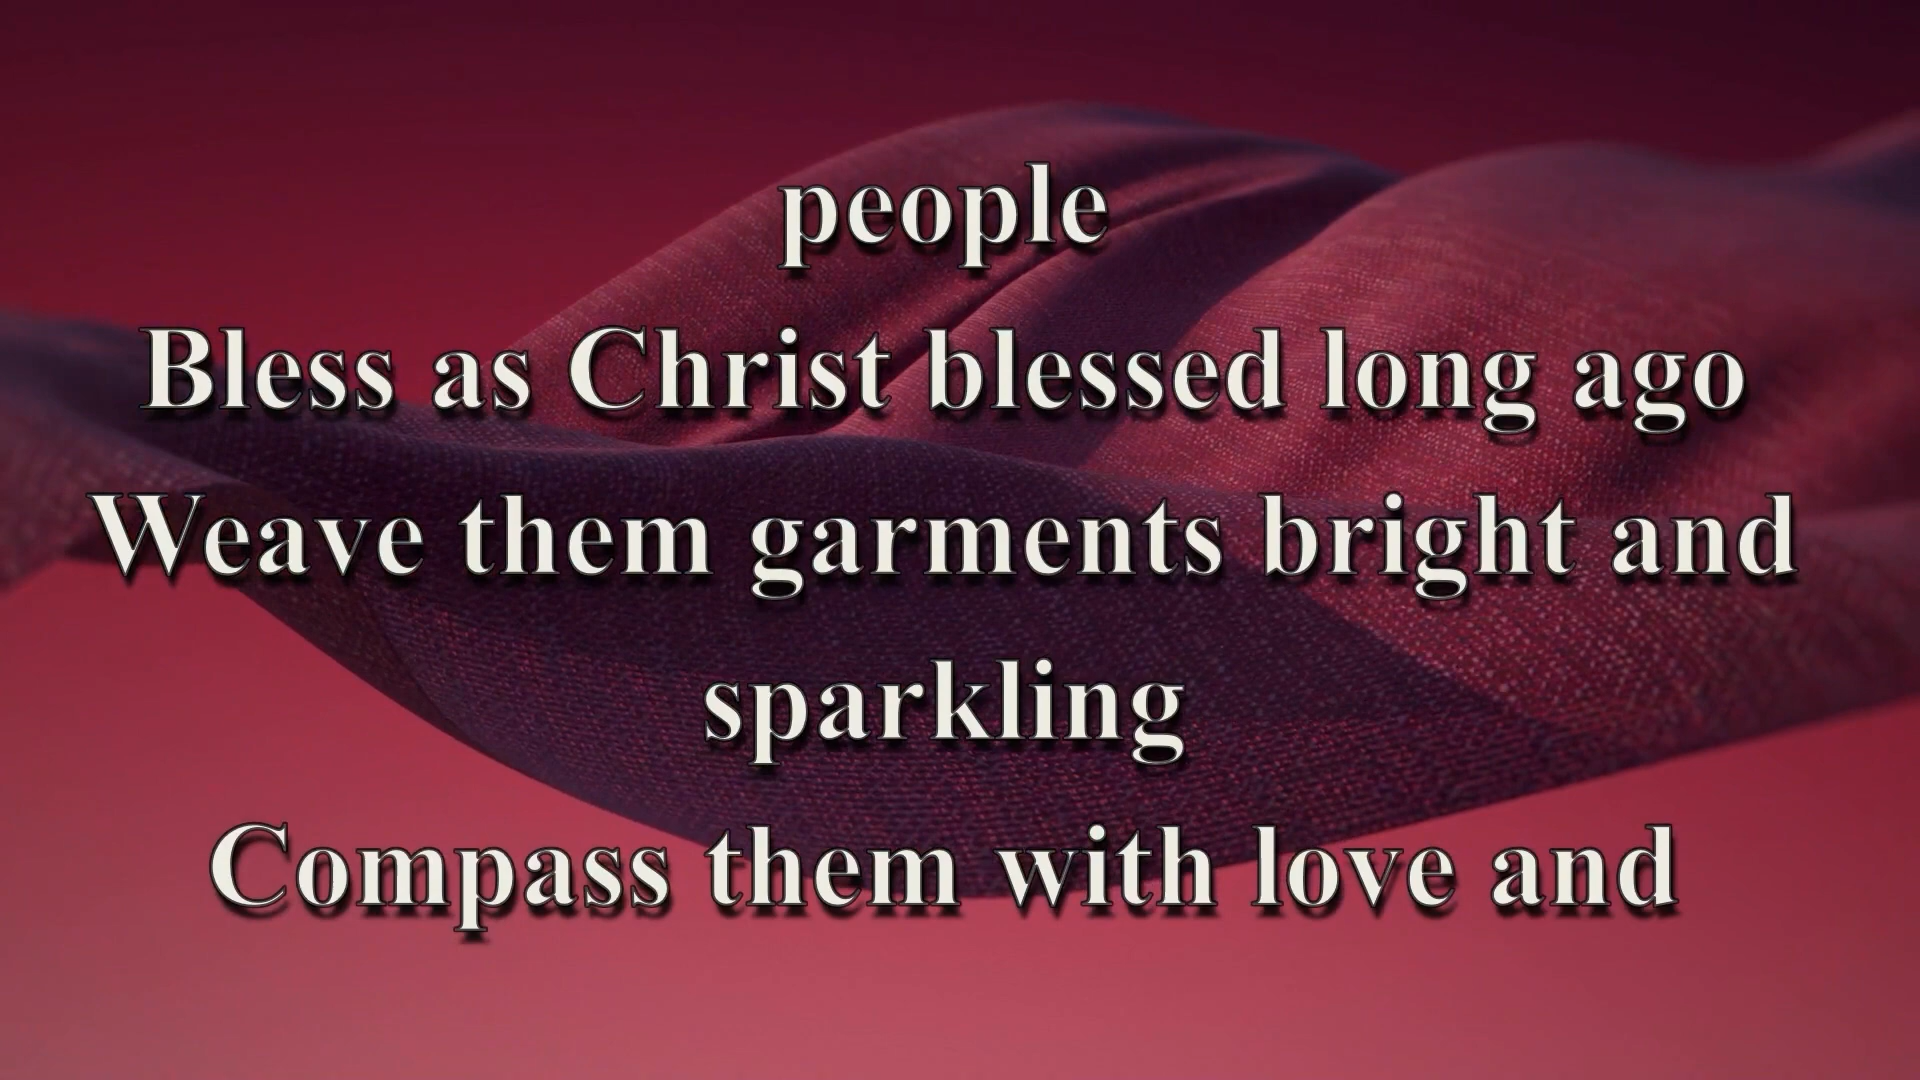 people
Bless as Christ blessed long ago
Weave them garments bright and
sparkling
Compass them with love and